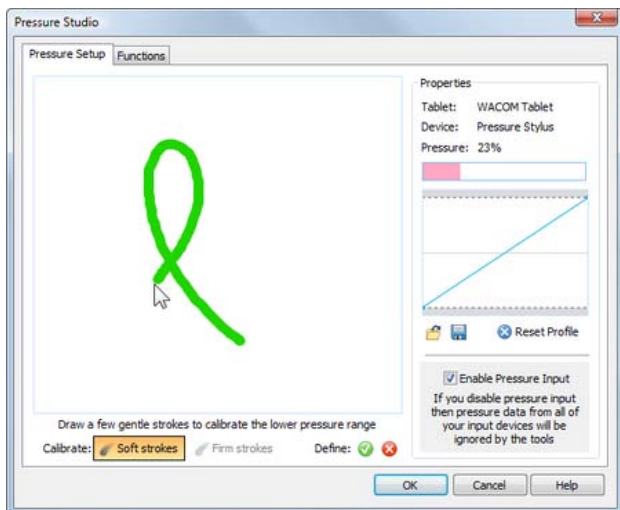 Pressure Studio
Pressure Setup
Functions
Properties
Tablet: WACOM Tablet
Device: Pressure Stylus
Pressure: 23%
Reset Profile
Enable Pressure Input
If you disable pressure input
then pressure data from all of
your input devices will be
ignored by the tools
Draw a few gentle strokes to calibrate the lower pressure range
Calibrate: Soft strokes Firm strokes Define:
OK Cancel Help